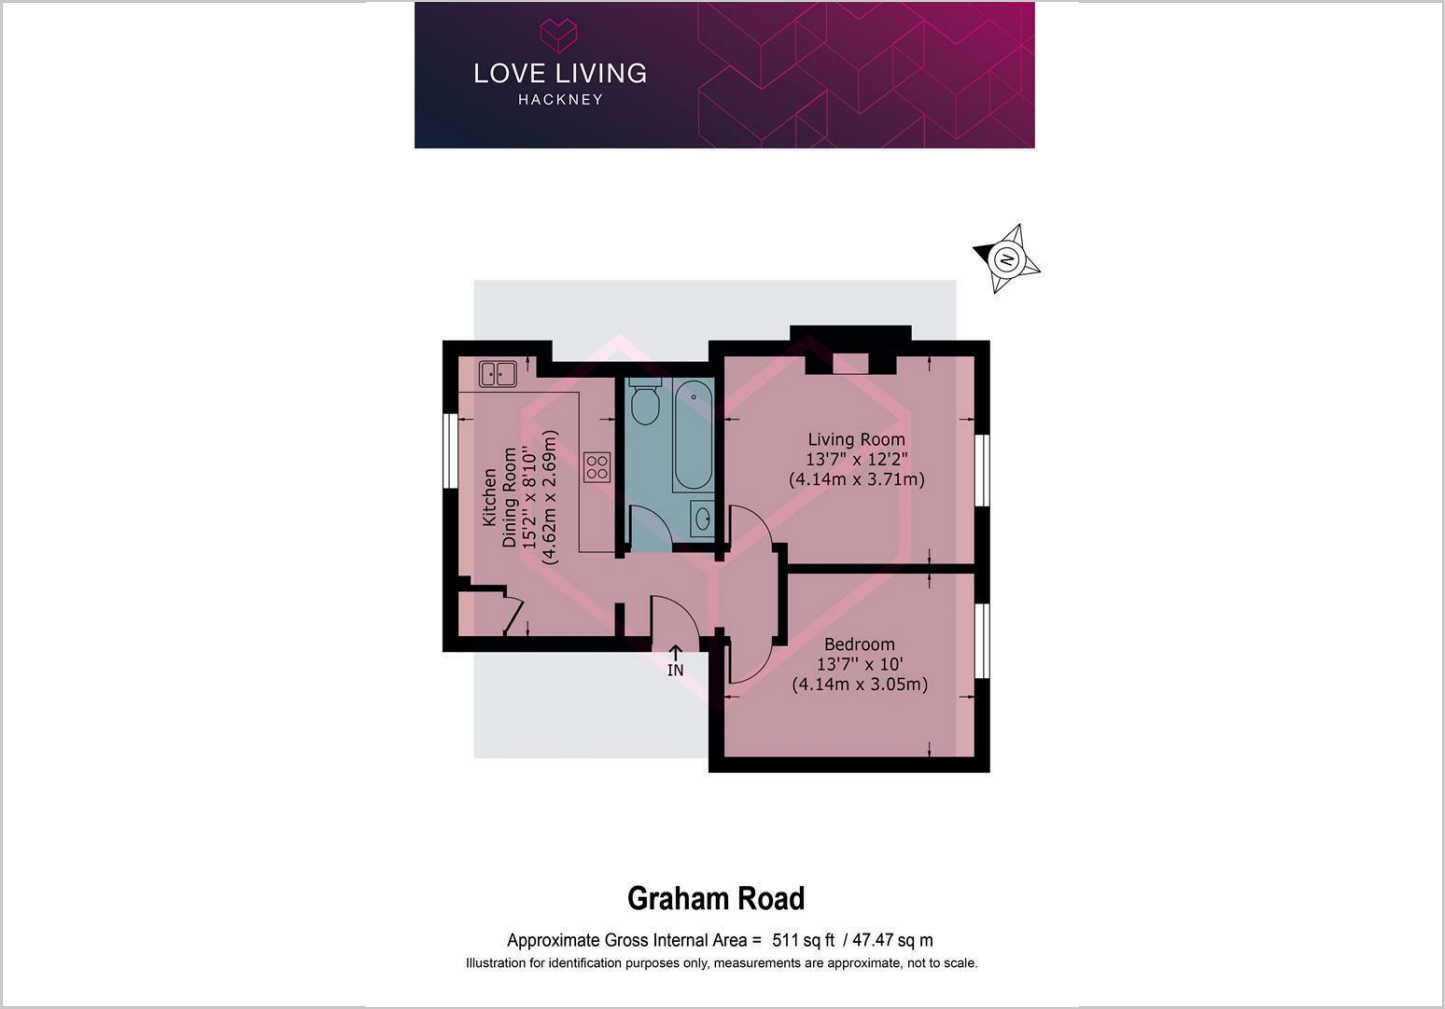 LOVE LIVING
HACKNEY
N
Kitchen
Dining Room
15'2" x 8'10"
(4.62m x 2.69m)
Living Room
13'7" x 12'2"
(4.14m x 3.71m)
Bedroom
13'7" x 10'
(4.14m x 3.05m)
IN
Graham Road
Approximate Gross Internal Area = 511 sq ft / 47.47 sq m
Illustration for identification purposes only, measurements are approximate, not to scale.